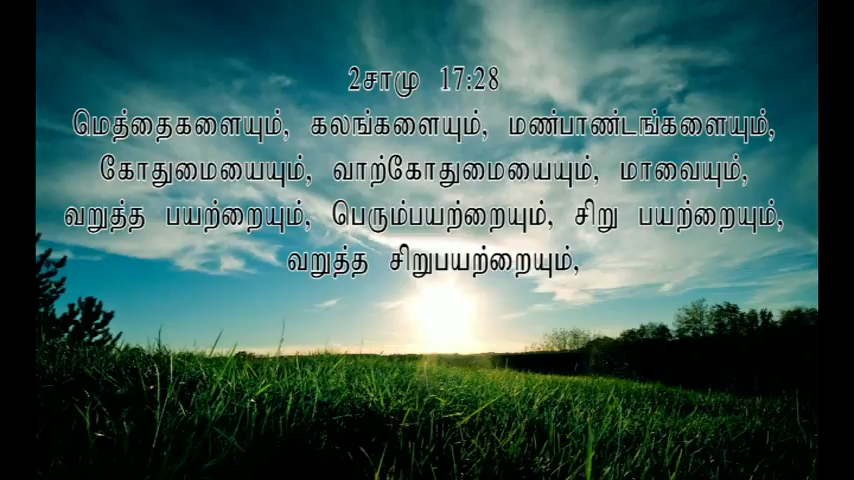 2சாமு 17:28
மெத்தைகளையும், கலங்களையும், மண்பாண்டங்களையும்,
கோதுமையையும், வாற்கோதுமையையும், மாவையும்,
வறுத்த பயற்றையும், பெரும்பயற்றையும், சிறு பயற்றையும்,
வறுத்த சிறுபயற்றையும்,